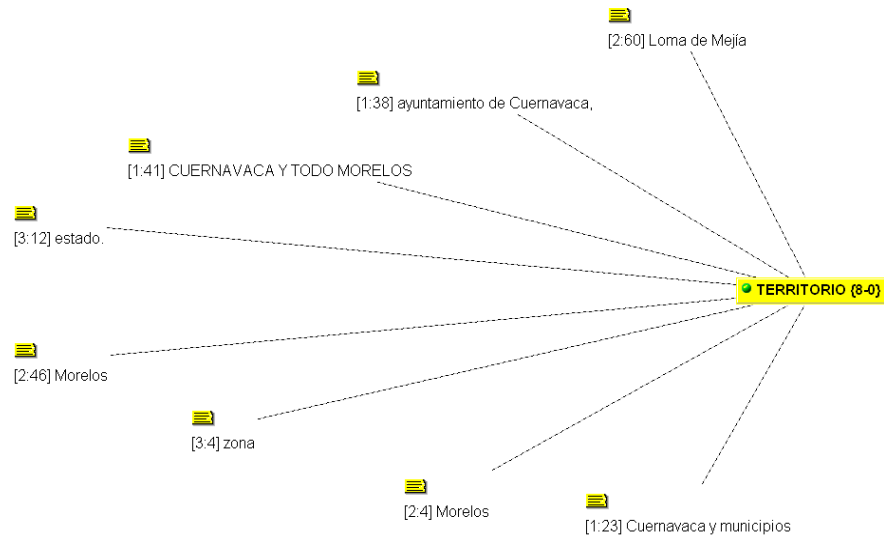 [2:60] Loma de Mejía
[1:38] ayuntamiento de Cuernavaca,
[1:41] CUERNAVACA Y TODO MORELOS
[3:12] estado.
TERRITORIO {8-0}
[2:46] Morelos
[3:4] zona
[2:4] Morelos
[1:23] Cuernavaca y municipios